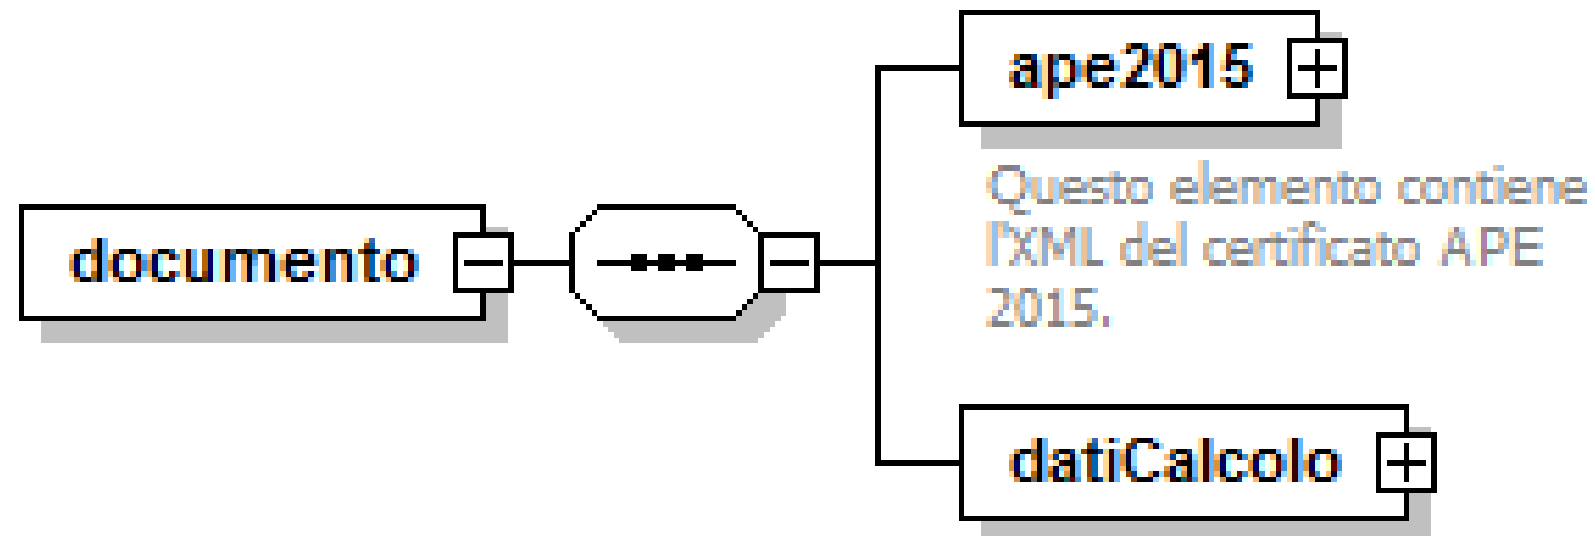 documento
ape2015
Questo elemento contiene
l'XML del certificato APE
2015.
datiCalcolo